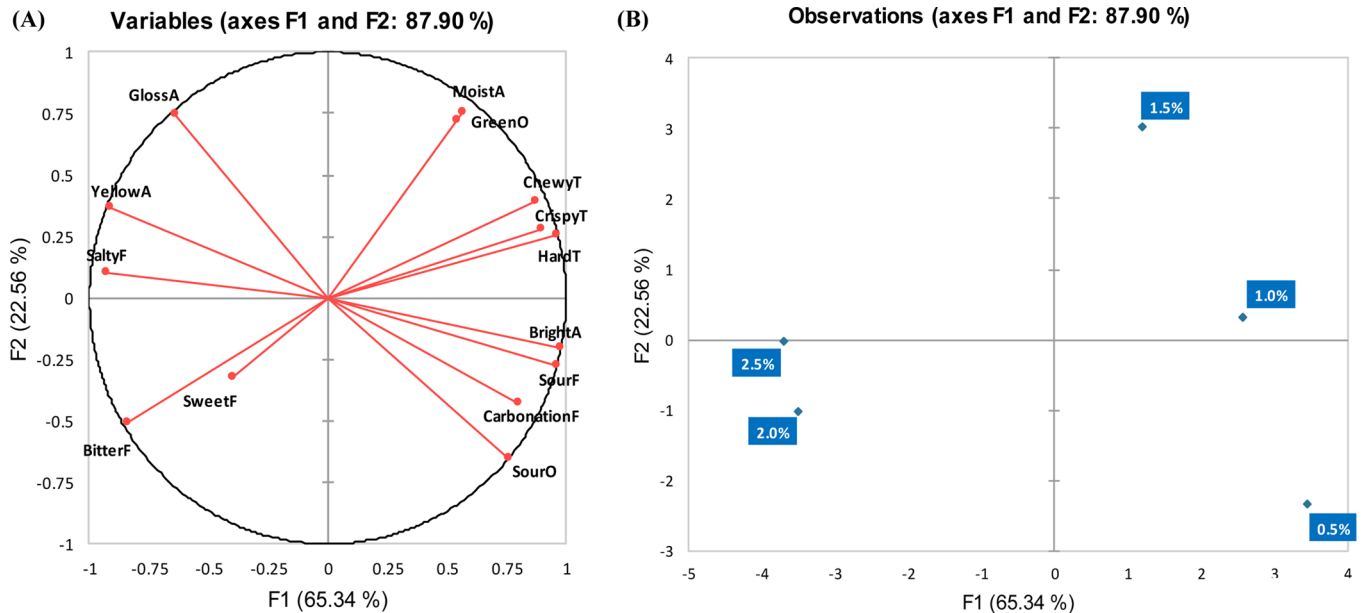 (A)
Variables (axes F1 and F2: 87.90 %)
1
0.75
0.5
0.25
0
-0.25
-0.5
-0.75
-1
F2 (22.56 %)
GlossA
MoistA
GreenO
YellowA
ChewyT
CrispyT
SaltyF
HardT
BrightA
SourF
SweetF
CarbonationF
BitterF
SourO
-1 -0.75 -0.5 -0.25 0 0.25 0.5 0.75 1
F1 (65.34 %)
(B)
Observations (axes F1 and F2: 87.90 %)
4
3
2
1
0
-1
-2
-3
F2 (22.56 %)
1.5%
1.0%
2.5%
2.0%
0.5%
-5 -4 -3 -2 -1 0 1 2 3 4
F1 (65.34 %)